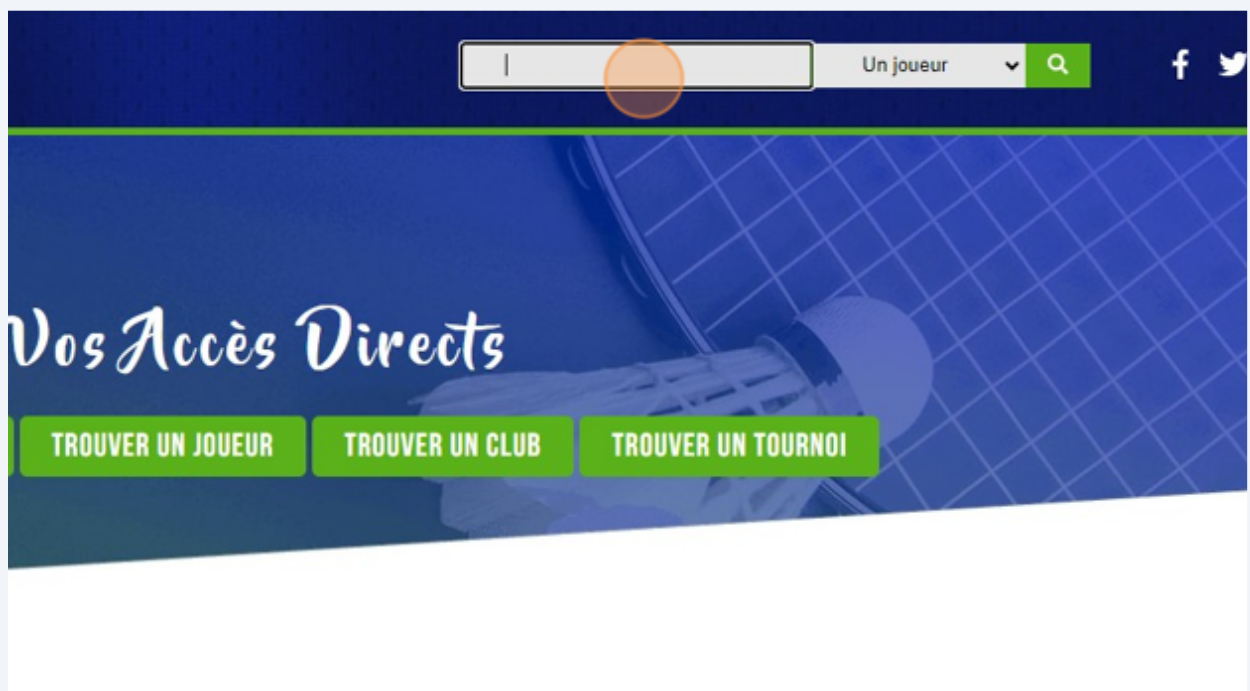 Un joueur
Vos Accès Directs
TROUVER UN JOUEUR
TROUVER UN CLUB
TROUVER UN TOURNOI